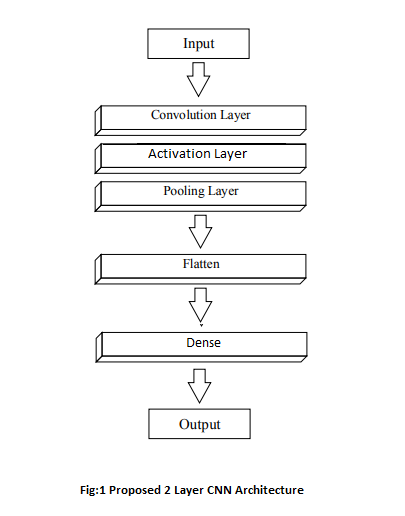 Input
Convolution Layer
Activation Layer
Pooling Layer
Flatten
Dense
Output
Fig:1 Proposed 2 Layer CNN Architecture